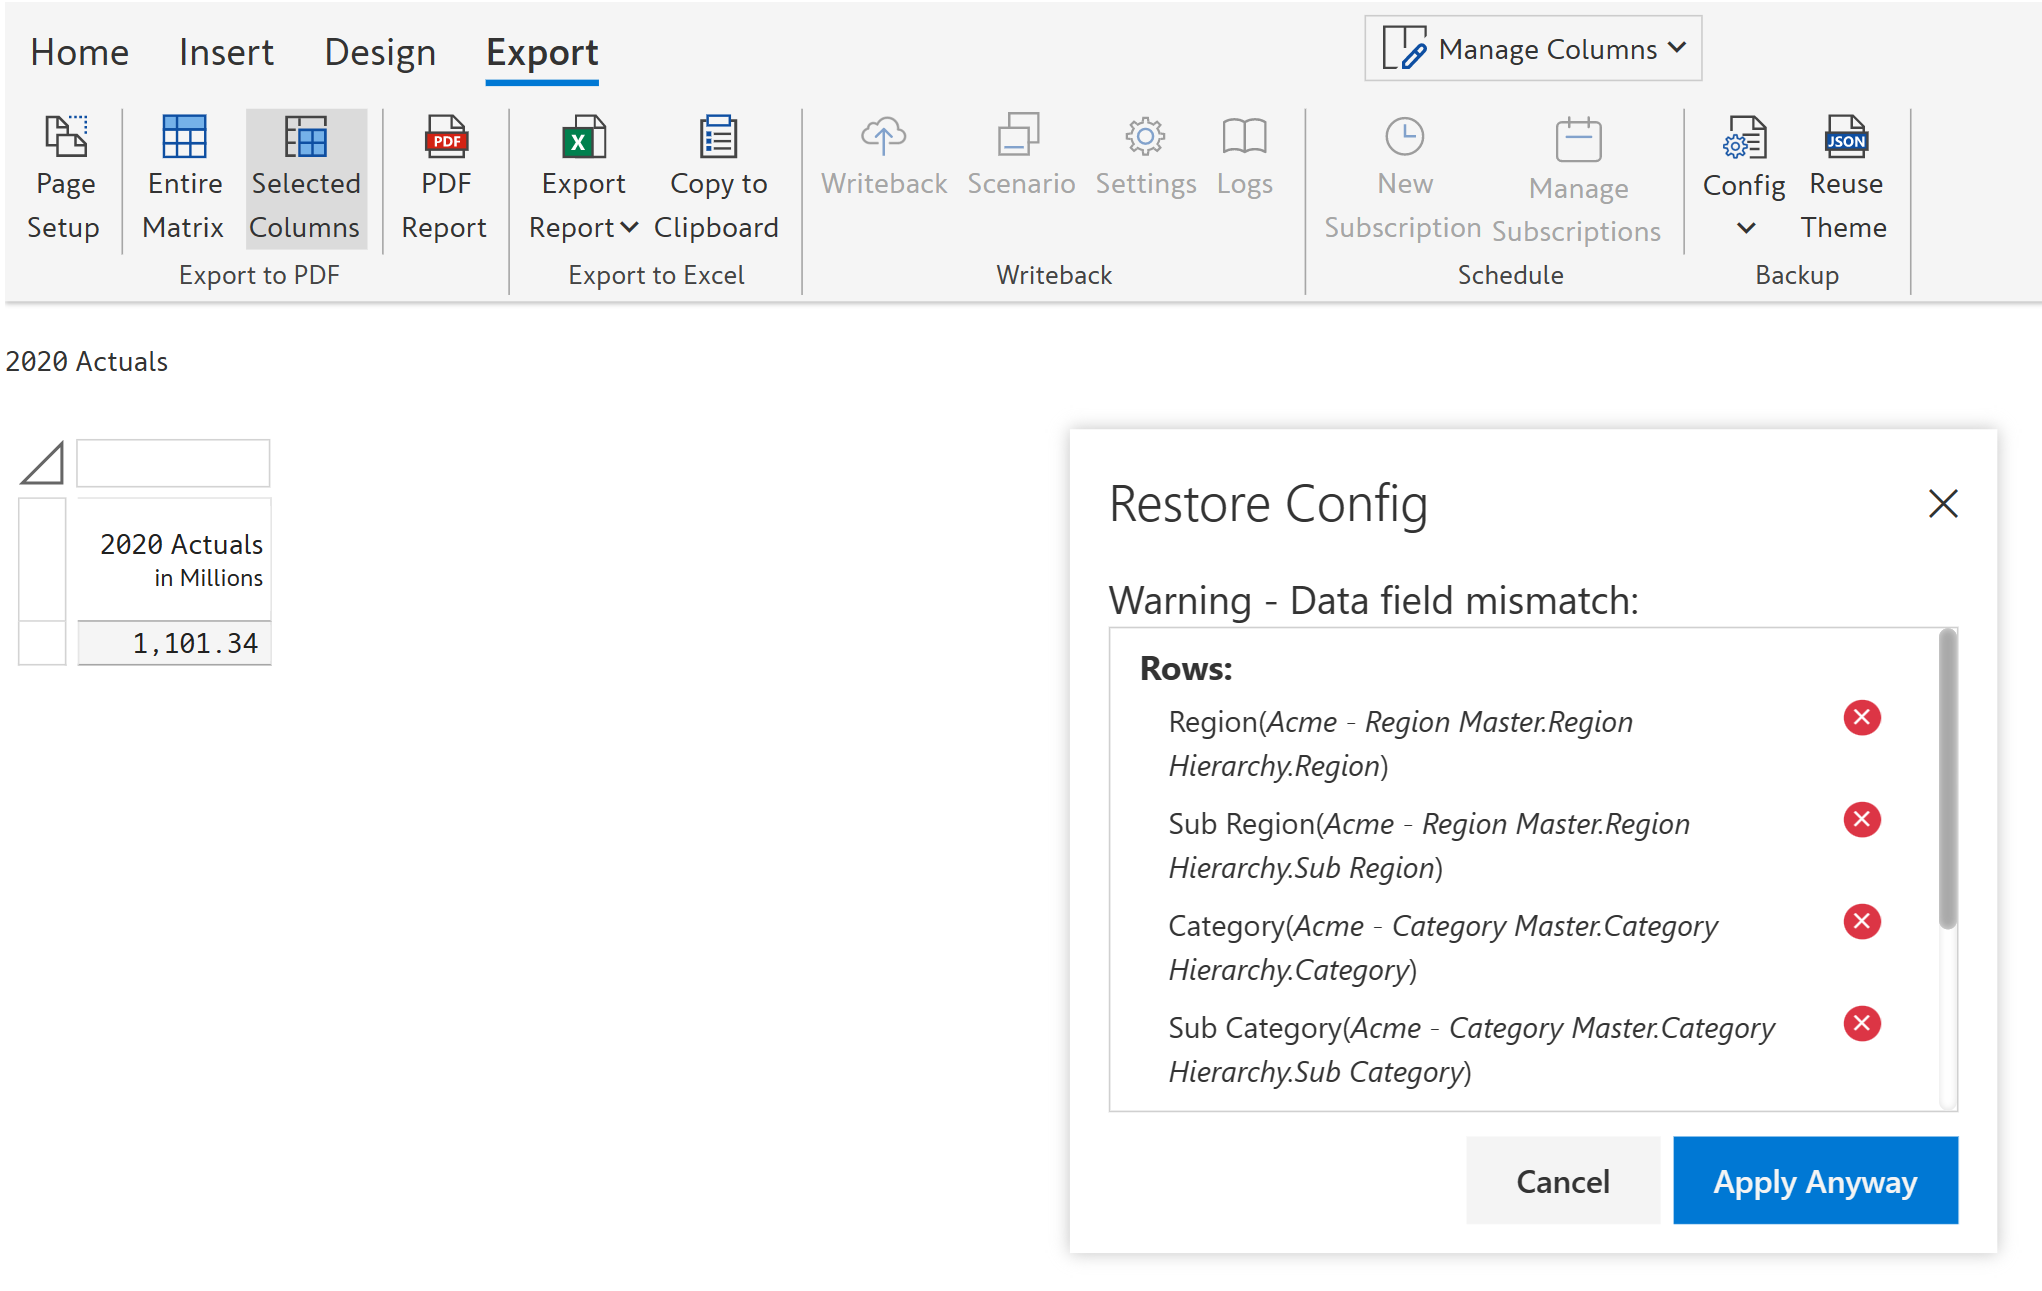 Home Insert Design Export Manage Columns
Page Setup
Entire Matrix
Selected Columns
PDF
PDF Report
X
Export Report
Copy to Clipboard
Writeback
Scenario
Settings
Logs
New Subscription
Manage Subscriptions
Config
JSON
Reuse Theme
Export to PDF Export to Excel Writeback Schedule Backup
2020 Actuals
2020 Actuals
in Millions
1,101.34
Restore Config
Warning - Data field mismatch:
Rows:
Region(Acme - Region Master.Region
Hierarchy.Region)
Sub Region(Acme - Region Master.Region
Hierarchy.Sub Region)
Category(Acme - Category Master.Category
Hierarchy.Category)
Sub Category(Acme - Category Master.Category
Hierarchy.Sub Category)
Cancel Apply Anyway